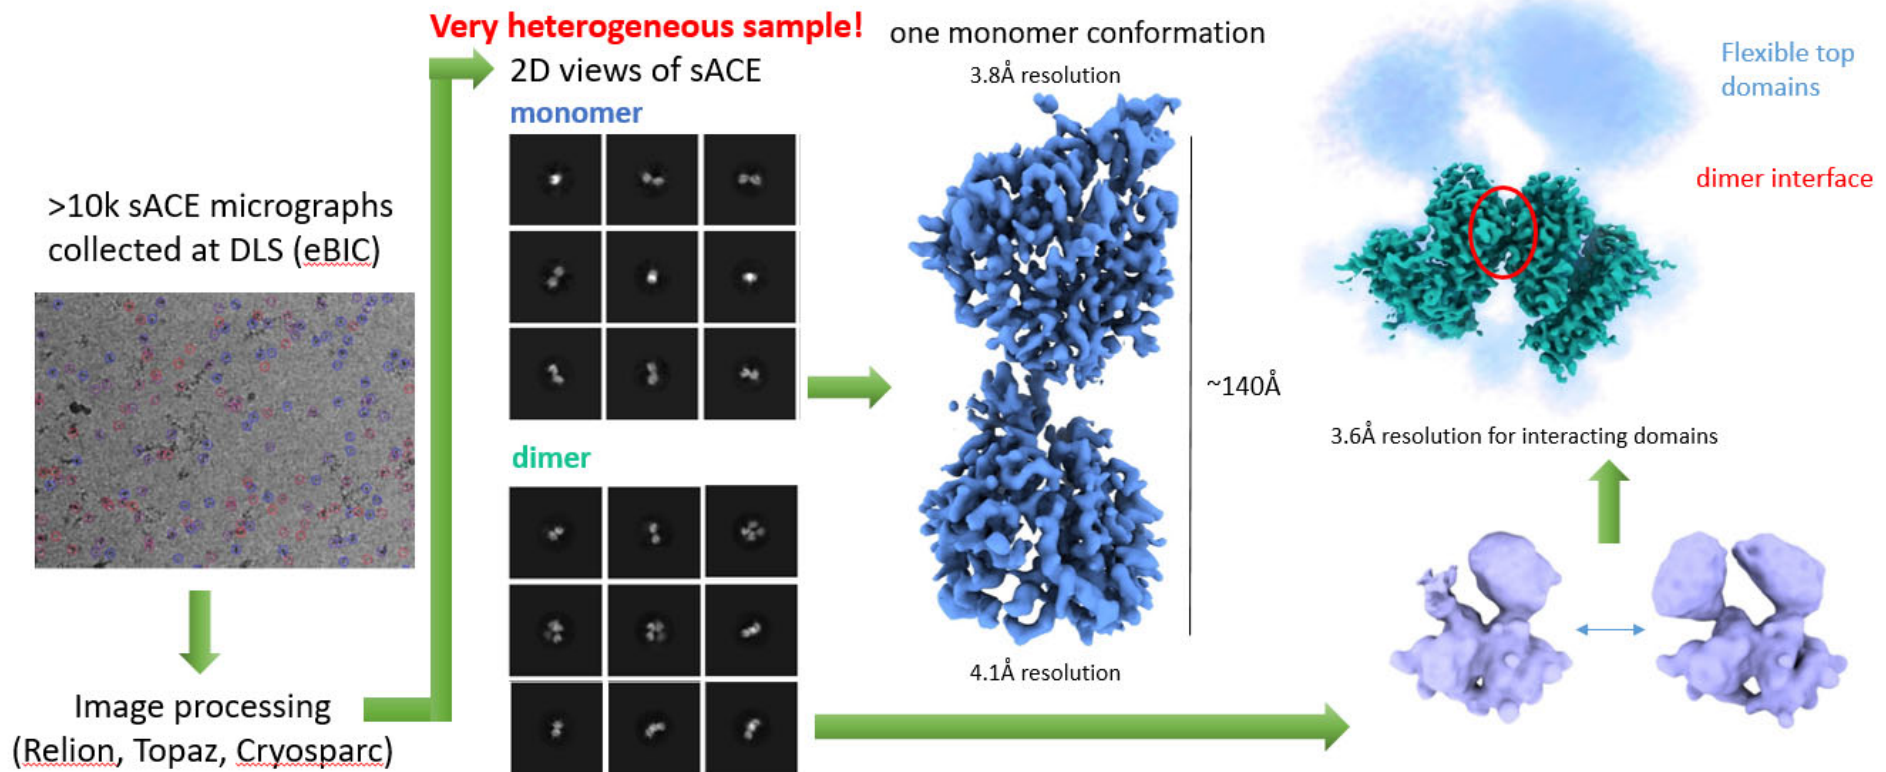 Very heterogeneous sample!
2D views of sACE
monomer
one monomer conformation
3.8Å resolution
Flexible top
domains
dimer interface
>10k sACE micrographs
collected at DLS (eBIC)
~140Å
3.6Å resolution for interacting domains
dimer
4.1Å resolution
Image processing
(Relion, Topaz, Cryosparc)